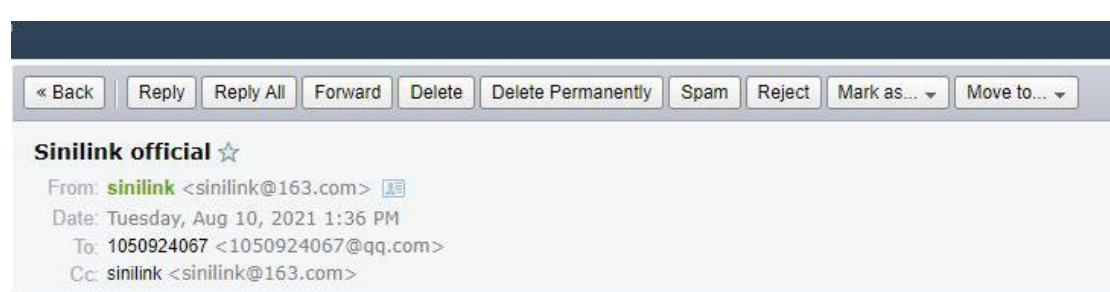 « Back Reply Reply All Forward Delete Delete Permanently Spam Reject Mark as... Move to...
Sinilink official
From: sinilink <sinilink@163.com>
Date: Tuesday, Aug 10, 2021 1:36 PM
To: 1050924067 <1050924067@qq.com>
Cc: sinilink <sinilink@163.com>